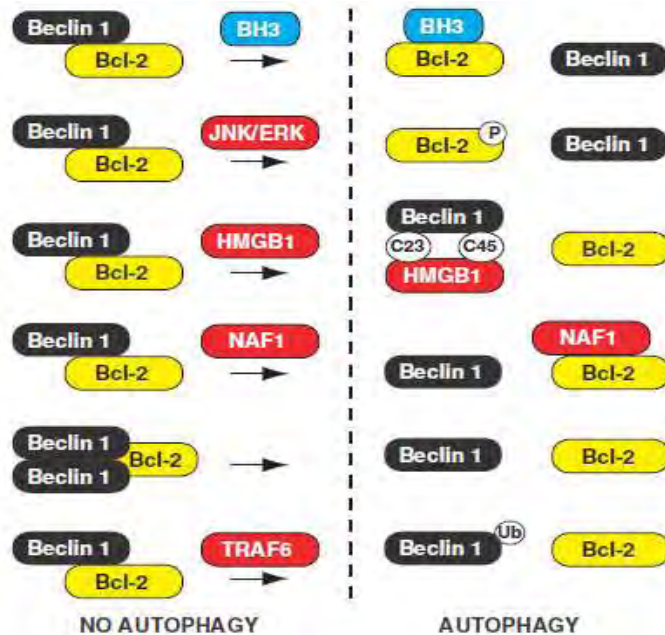 Beclin 1
BH3
BH3
Bcl-2
Bcl-2
Beclin 1
Beclin 1
JNK/ERK
Bcl-2
Bcl-2
P
Beclin 1
Beclin 1
HMGB1
Beclin 1
Bcl-2
C23
C45
HMGB1
Bcl-2
Beclin 1
NAF1
NAF1
Bcl-2
Beclin 1
Bcl-2
Beclin 1
Beclin 1
Bcl-2
Beclin 1
Bcl-2
Beclin 1
TRAF6
Bcl-2
Beclin 1
Ub
Bcl-2
NO AUTOPHAGY
AUTOPHAGY